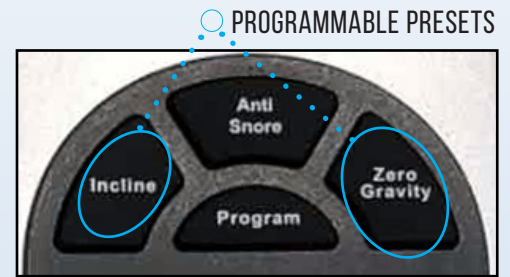 PROGRAMMABLE PRESETS
Anti
Snore
Incline
Zero
Gravity
Program